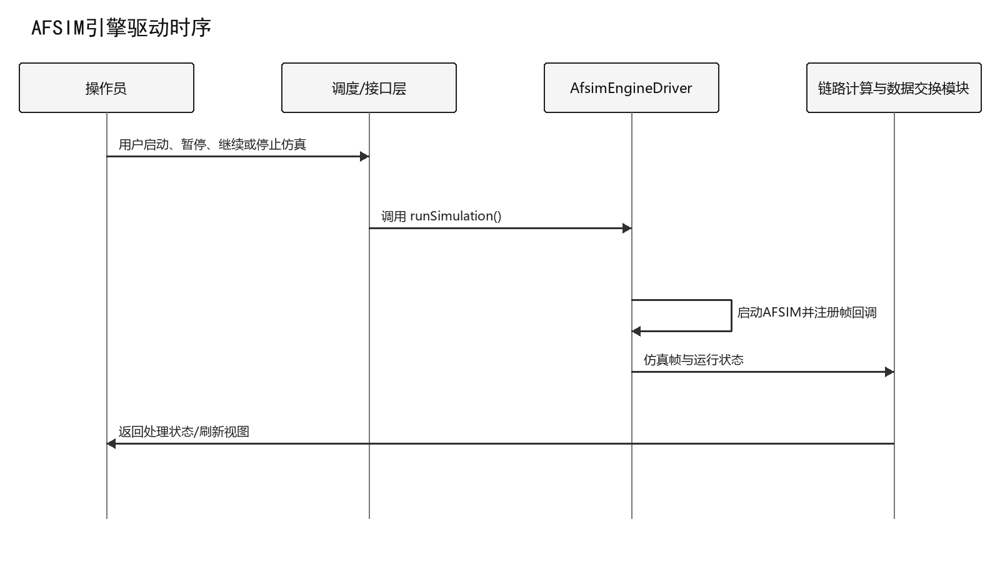 AFSIM引擎驱动时序
操作员
调度/接口层
AfsimEngineDriver
链路计算与数据交换模块
用户启动、暂停、继续或停止仿真
调用 runSimulation()
启动AFSIM并注册帧回调
仿真帧与运行状态
返回处理状态/刷新视图